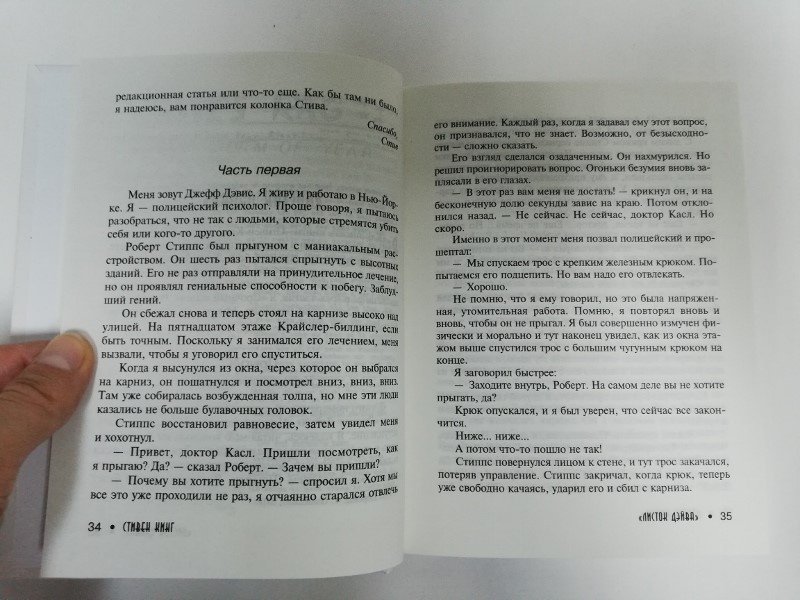 редакционная статья или что-то еще. Как бы там ни было,
я надеюсь, вам понравится колонка Стива.
Спасибо,
Стив
Часть первая
Меня зовут Джефф Дэвис. Я живу и работаю в Нью-Йор-
ке. Я — полицейский психолог. Проще говоря, я пытаюсь
разобраться, что не так с людьми, которые стремятся убить
себя или кого-то другого.
Роберт Стиппс был прыгуном с маниакальным рас-
стройством. Он шесть раз пытался спрыгнуть с высотных
зданий. Его не раз отправляли на принудительное лечение,
но он проявлял гениальные способности к побегу. Заблуд-
ший гений.
Он сбежал снова и теперь стоял на карнизе высоко над
улицей. На пятнадцатом этаже Крайслер-билдинг, если
быть точным. Поскольку я занимался его лечением, меня
вызвали, чтобы я уговорил его спуститься.
Когда я высунулся из окна, через которое он выбрался
на карниз, он пошатнулся и посмотрел вниз, вниз, вниз.
Там уже собиралась возбужденная толпа, но мне эти люди
казались не больше булавочных головок.
Стиппс восстановил равновесие, затем увидел меня
и хохотнул.
— Привет, доктор Касл. Пришли посмотреть, как
я прыгаю? Да? — сказал Роберт. — Зачем вы пришли?
— Почему вы хотите прыгнуть? — спросил я. Хотя мы
все это уже проходили не раз, я отчаянно старался отвлечь
34 • СТИВЕН КИНГ
его внимание. Каждый раз, когда я задавал ему этот вопрос,
он признавался, что не знает. Возможно, от безысходно-
сти — сложно сказать.
Его взгляд сделался озадаченным. Он нахмурился. Но
решил проигнорировать вопрос. Огоньки безумия вновь за-
плясали в его глазах.
— В этот раз вам меня не достать! — крикнул он, и на
бесконечную долю секунды завис на краю. Потом откло-
нился назад. — Не сейчас. Не сейчас, доктор Касл. Но
скоро.
Именно в этот момент меня позвал полицейский и про-
шептал:
— Мы спускаем трос с крепким железным крюком. По-
пытаемся его подцепить. Но вам надо его отвлекать.
— Хорошо.
Не помню, что я ему говорил, но это была напряжен-
ная, утомительная работа. Помню, я повторял вновь и
вновь, чтобы он не прыгал. Я был совершенно измучен фи-
зически и морально и тут наконец увидел, как из окна эта-
жом выше спустился трос с большим чугунным крюком на
конце.
Я заговорил быстрее:
— Заходите внутрь, Роберт. На самом деле вы не хотите
прыгать, да?
Крюк опускался, и я был уверен, что сейчас все закон-
чится.
Ниже... ниже...
А потом что-то пошло не так!
Стиппс повернулся лицом к стене, и тут трос закачался,
потеряв управление. Стиппс закричал, когда крюк, теперь
уже свободно качаясь, ударил его и сбил с карниза.
«ЛИСТОК ДЭЙВА» • 35